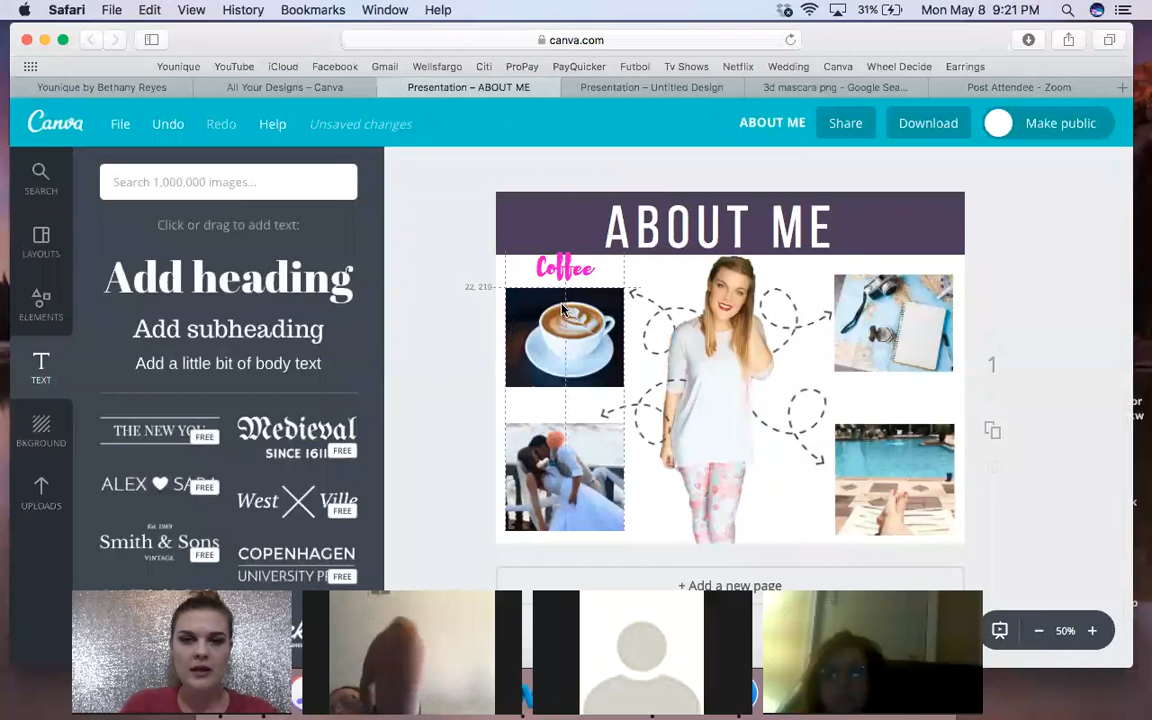 Safari File Edit View History Bookmarks Window Help 31% Mon May 8 9:21 PM
canva.com
Younique YouTube iCloud Facebook Gmail Wellsfargo Citi ProPay PayQuicker Futbol Tv Shows Netflix Wedding Canva Wheel Decide Earrings
Younique by Bethany Reyes All Your Designs – Canva Presentation – ABOUT ME Presentation – Untitled Design 3d mascara png - Google Sea... Post Attendee - Zoom
Canva File Undo Redo Help Unsaved changes ABOUT ME Share Download Make public
SEARCH
LAYOUTS
ELEMENTS
TEXT
BKGROUND
UPLOADS
Search 1,000,000 images...
Click or drag to add text:
Add heading
Add subheading
Add a little bit of body text
THE NEW YOU FREE
Medieval
SINCE 1611 FREE
ALEX SARA FREE
West Ville FREE
Est. 1989
Smith & Sons
VINTAGE FREE
COPENHAGEN
UNIVERSITY FREE
ABOUT ME
Coffee
22, 210
1
+ Add a new page
50%